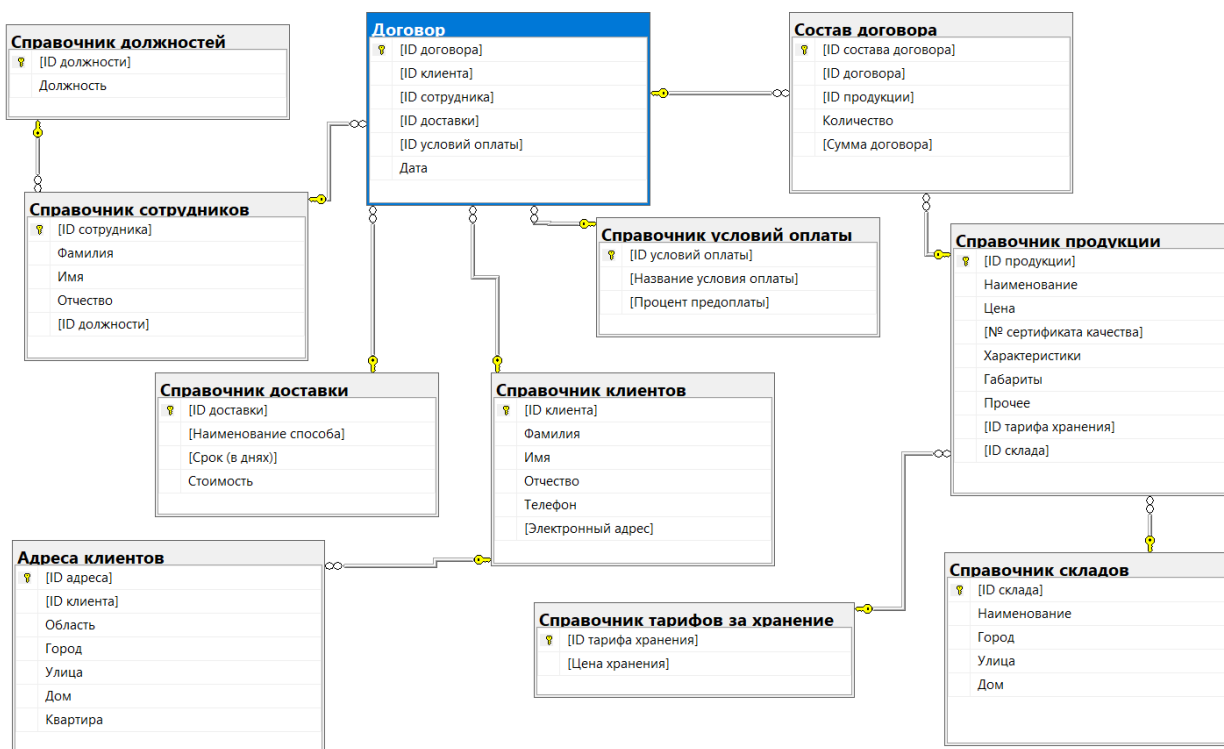 Справочник должностей
[ID должности]
Должность
Договор
[ID договора]
[ID клиента]
[ID сотрудника]
[ID доставки]
[ID условий оплаты]
Дата
Состав договора
[ID состава договора]
[ID договора]
[ID продукции]
Количество
[Сумма договора]
Справочник сотрудников
[ID сотрудника]
Фамилия
Имя
Отчество
[ID должности]
Справочник условий оплаты
[ID условий оплаты]
[Название условия оплаты]
[Процент предоплаты]
Справочник продукции
[ID продукции]
Наименование
Цена
[№ сертификата качества]
Характеристики
Габариты
Прочее
[ID тарифа хранения]
[ID склада]
Справочник доставки
[ID доставки]
[Наименование способа]
[Срок (в днях)]
Стоимость
Справочник клиентов
[ID клиента]
Фамилия
Имя
Отчество
Телефон
[Электронный адрес]
Адреса клиентов
[ID адреса]
[ID клиента]
Область
Город
Улица
Дом
Квартира
Справочник тарифов за хранение
[ID тарифа хранения]
[Цена хранения]
Справочник складов
[ID склада]
Наименование
Город
Улица
Дом